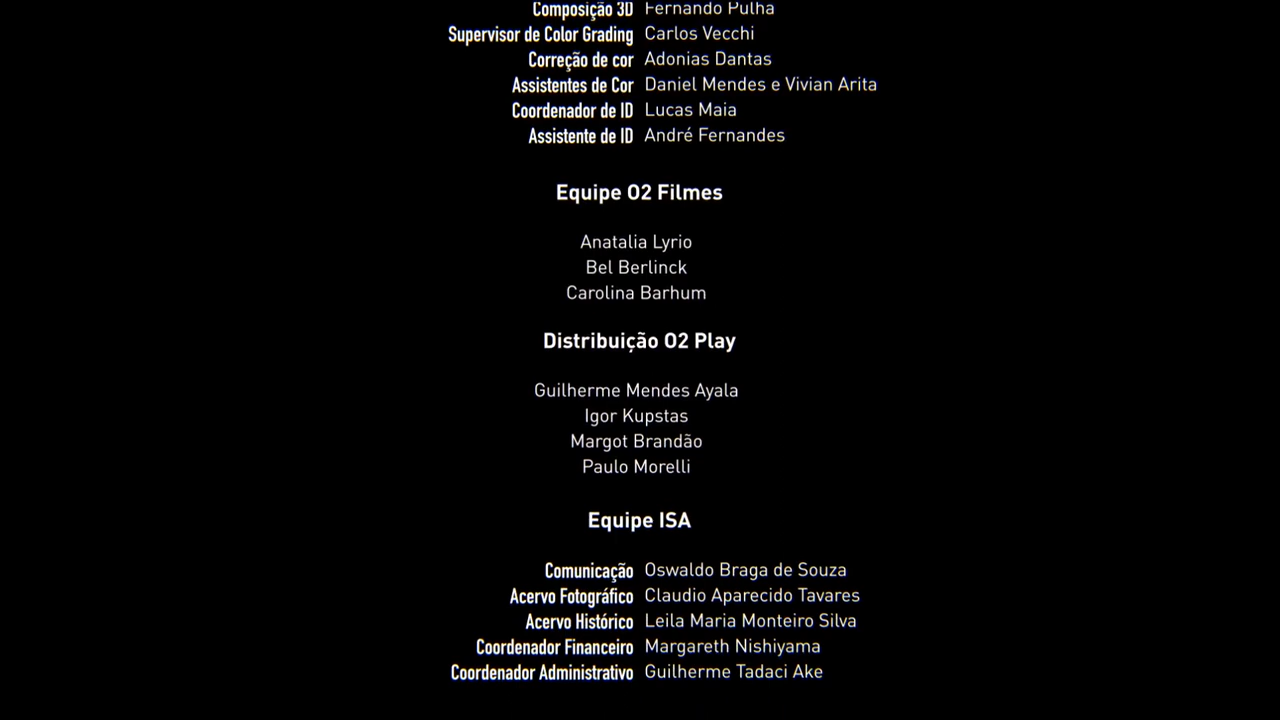 Composição 3D Fernando Pulha
Supervisor de Color Grading Carlos Vecchi
Correção de cor Adonias Dantas
Assistentes de Cor Daniel Mendes e Vivian Arita
Coordenador de ID Lucas Maia
Assistente de ID André Fernandes
Equipe O2 Filmes
Anatalia Lyrio
Bel Berlinck
Carolina Barhum
Distribuição O2 Play
Guilherme Mendes Ayala
Igor Kupstas
Margot Brandão
Paulo Morelli
Equipe ISA
Comunicação Oswaldo Braga de Souza
Acervo Fotográfico Claudio Aparecido Tavares
Acervo Histórico Leila Maria Monteiro Silva
Coordenador Financeiro Margareth Nishiyama
Coordenador Administrativo Guilherme Tadaci Ake